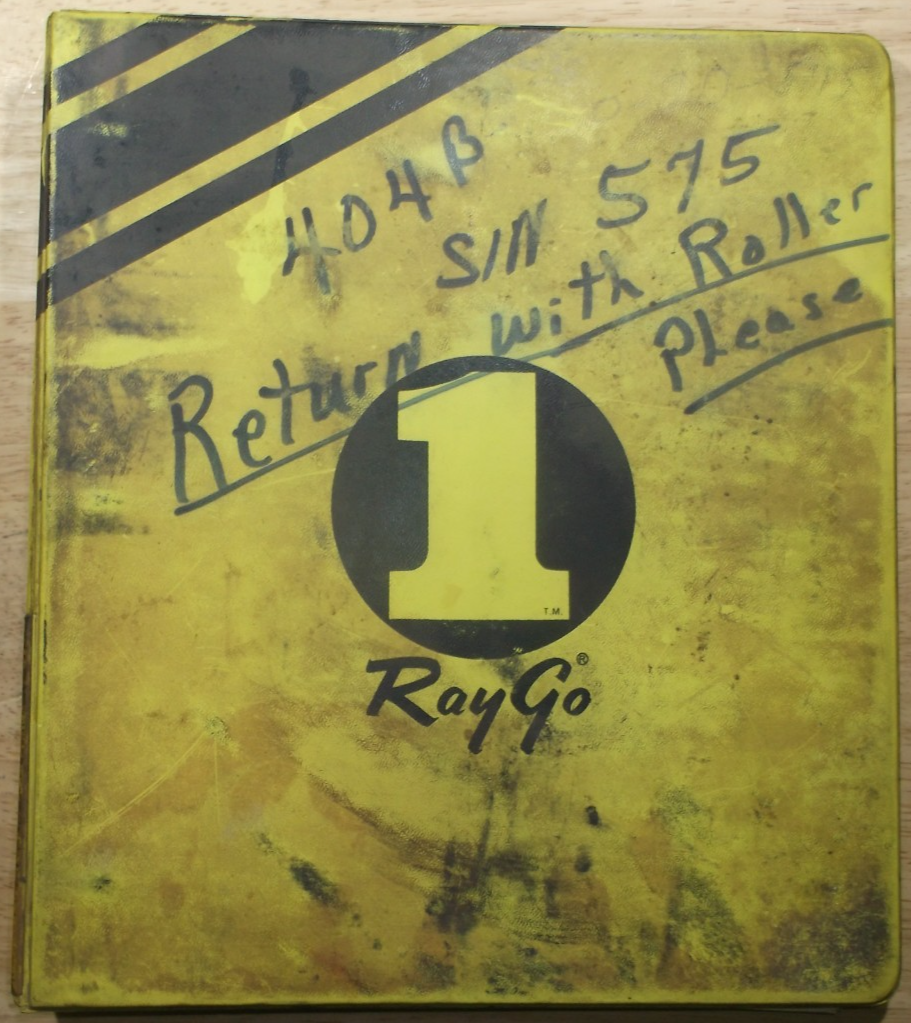 404B
S/N 575
Return with Roller
PLease
1
T.M.
RayGo®